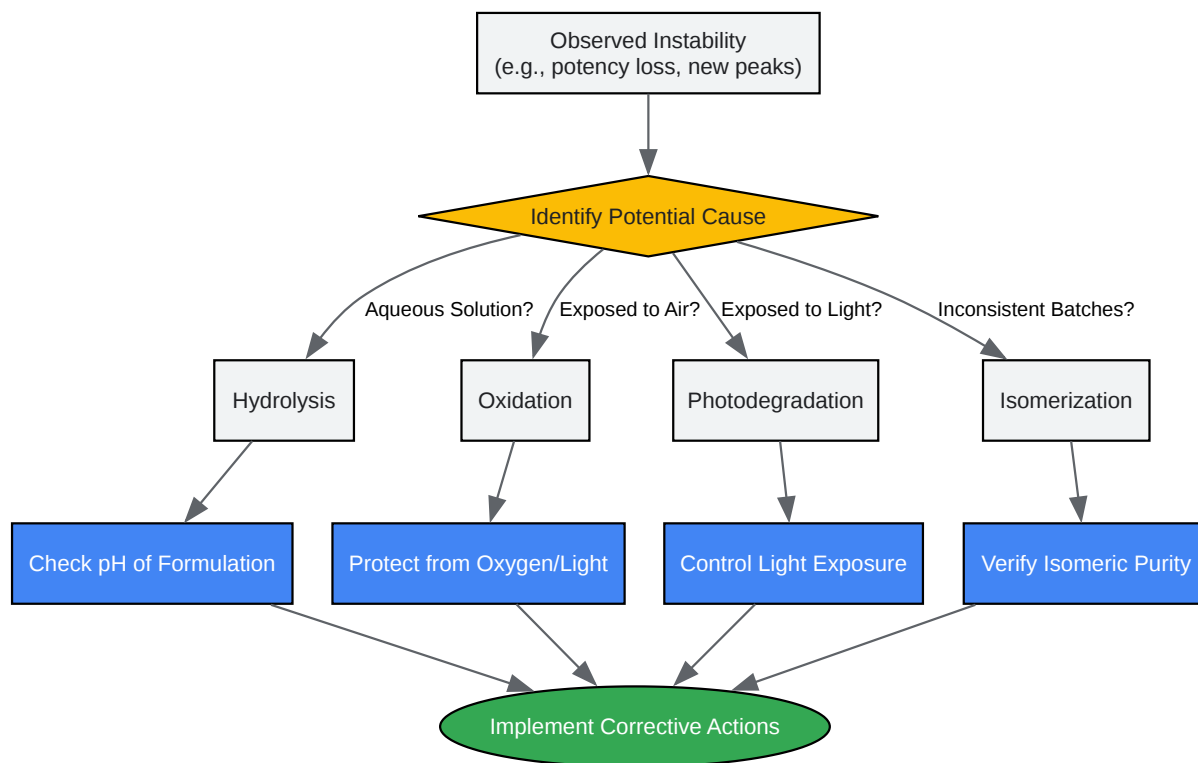 Observed Instability
(e.g., potency loss, new peaks)
Identify Potential Cause
Aqueous Solution?
Exposed to Air?
Exposed to Light?
Inconsistent Batches?
Hydrolysis
Oxidation
Photodegradation
Isomerization
Check pH of Formulation
Protect from Oxygen/Light
Control Light Exposure
Verify Isomeric Purity
Implement Corrective Actions